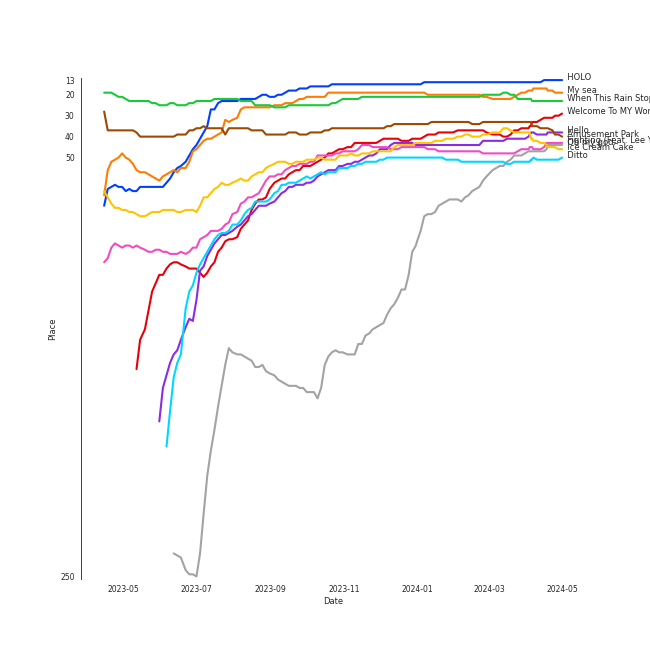 13
HOLO
My sea
20
When This Rain Stop
30
Welcome To MY Wor
Hello
40
Amusement Park
Fighting (Feat. Lee Y
Ice Cream Cake
50
Ditto
Place
250
2023-05
2023-07
2023-09
2023-11
2024-01
2024-03
2024-05
Date